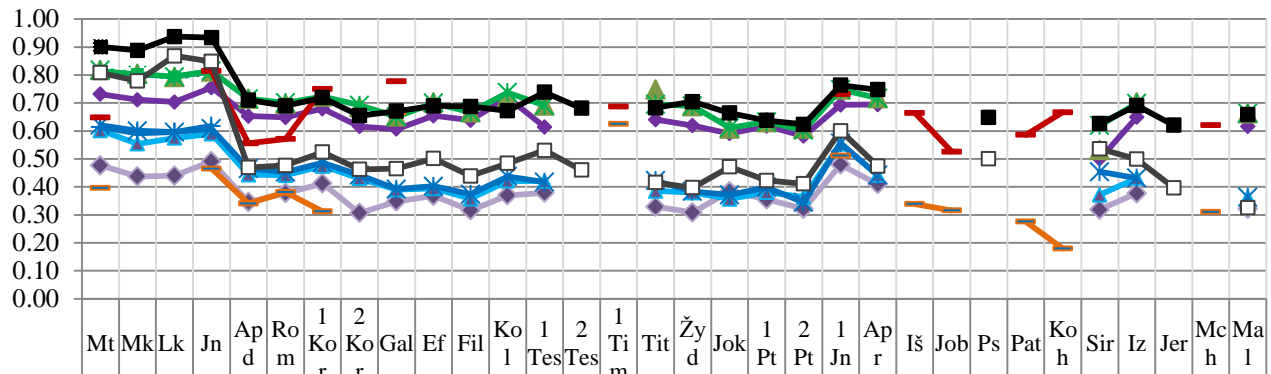 1.00
0.90
0.80
0.70
0.60
0.50
0.40
0.30
0.20
0.10
0.00
Mt
Mk
Lk
Jn
Ap
d
Ro
m
1
Ko
r
2
Ko
r
Gal
Ef
Fil
Ko
l
1
Tes
2
Tes
1
Ti
m
Tit
Žy
d
Jok
1
Pt
2
Pt
1
Jn
Ap
r
Iš
Job
Ps
Pat
Ko
h
Sir
Iz
Jer
Mc
h
Ma
l